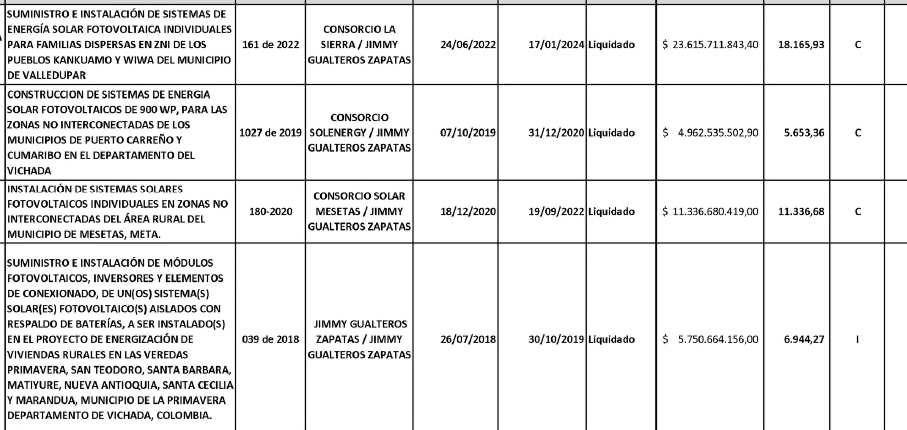 SUMINISTRO E INSTALACIÓN DE SISTEMAS DE
ENERGÍA SOLAR FOTOVOLTAICA INDIVIDUALES
PARA FAMILIAS DISPERSAS EN ZNI DE LOS
PUEBLOS KANKUAMO Y WIWA DEL MUNICIPIO
DE VALLEDUPAR
161 de 2022
CONSORCIO LA
SIERRA / JIMMY
GUALTEROS ZAPATAS
24/06/2022
17/01/2024
Liquidado
$ 23.615.711.843,40
18.165,93
C
CONSTRUCCION DE SISTEMAS DE ENERGIA
SOLAR FOTOVOLTAICOS DE 900 WP, PARA LAS
ZONAS NO INTERCONECTADAS DE LOS
MUNICIPIOS DE PUERTO CARREÑO Y
CUMARIBO EN EL DEPARTAMENTO DEL
VICHADA
1027 de 2019
CONSORCIO
SOLENERGY / JIMMY
GUALTEROS ZAPATAS
07/10/2019
31/12/2020
Liquidado
$ 4.962.535.502,90
5.653,36
C
INSTALACIÓN DE SISTEMAS SOLARES
FOTOVOLTAICOS INDIVIDUALES EN ZONAS NO
INTERCONECTADAS DEL ÁREA RURAL DEL
MUNICIPIO DE MESETAS, META.
180-2020
CONSORCIO SOLAR
MESETAS / JIMMY
GUALTEROS ZAPATAS
18/12/2020
19/09/2022
Liquidado
$ 11.336.680.419,00
11.336,68
C
SUMINISTRO E INSTALACIÓN DE MÓDULOS
FOTOVOLTAICOS, INVERSORES Y ELEMENTOS
DE CONEXIONADO, DE UN(OS) SISTEMA(S)
SOLAR(ES) FOTOVOLTAICO(S) AISLADOS CON
RESPALDO DE BATERÍAS, A SER INSTALADO(S)
EN EL PROYECTO DE ENERGIZACIÓN DE
VIVIENDAS RURALES EN LAS VEREDAS
PRIMAVERA, SAN TEODORO, SANTA BARBARA,
MATIYURE, NUEVA ANTIOQUIA, SANTA CECILIA
Y MARANDUA, MUNICIPIO DE LA PRIMAVERA
DEPARTAMENTO DE VICHADA, COLOMBIA.
039 de 2018
JIMMY GUALTEROS
ZAPATAS / JIMMY
GUALTEROS ZAPATAS
26/07/2018
30/10/2019
Liquidado
$ 5.750.664.156,00
6.944,27
I